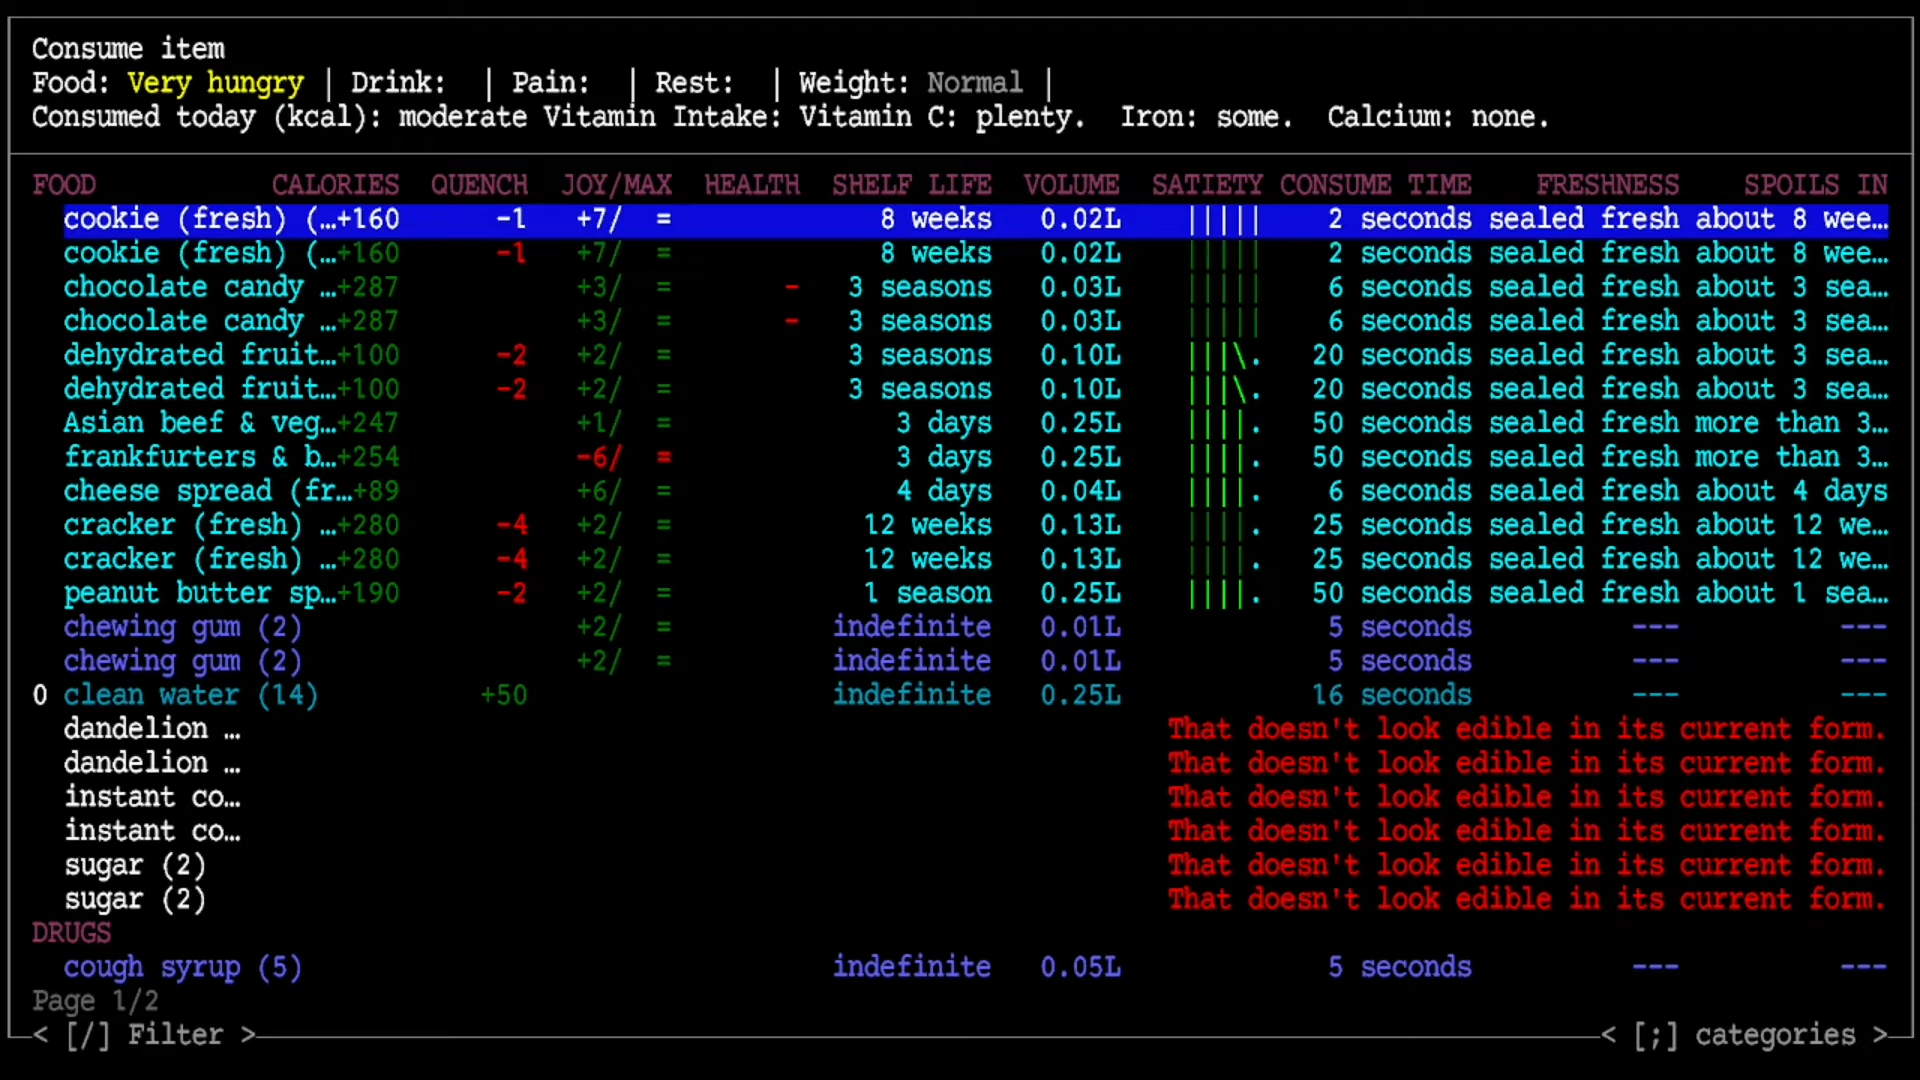 Consume item
Food: Very hungry | Drink: | Pain: | Rest: | Weight: Normal |
Consumed today (kcal): moderate Vitamin Intake: Vitamin C: plenty. Iron: some. Calcium: none.
FOOD CALORIES QUENCH JOY/MAX HEALTH SHELF LIFE VOLUME SATIETY CONSUME TIME FRESHNESS SPOILS IN
cookie (fresh) (…+160 -1 +7/ = 8 weeks 0.02L ||||| 2 seconds sealed fresh about 8 wee…
cookie (fresh) (…+160 -1 +7/ = 8 weeks 0.02L ||||| 2 seconds sealed fresh about 8 wee…
chocolate candy …+287 +3/ = - 3 seasons 0.03L ||||| 6 seconds sealed fresh about 3 sea…
chocolate candy …+287 +3/ = - 3 seasons 0.03L ||||| 6 seconds sealed fresh about 3 sea…
dehydrated fruit…+100 -2 +2/ = 3 seasons 0.10L |||\. 20 seconds sealed fresh about 3 sea…
dehydrated fruit…+100 -2 +2/ = 3 seasons 0.10L |||\. 20 seconds sealed fresh about 3 sea…
Asian beef & veg…+247 +1/ = 3 days 0.25L ||||. 50 seconds sealed fresh more than 3…
frankfurters & b…+254 -6/ = 3 days 0.25L ||||. 50 seconds sealed fresh more than 3…
cheese spread (fr…+89 +6/ = 4 days 0.04L ||||. 6 seconds sealed fresh about 4 days
cracker (fresh) …+280 -4 +2/ = 12 weeks 0.13L ||||. 25 seconds sealed fresh about 12 we…
cracker (fresh) …+280 -4 +2/ = 12 weeks 0.13L ||||. 25 seconds sealed fresh about 12 we…
peanut butter sp…+190 -2 +2/ = 1 season 0.25L ||||. 50 seconds sealed fresh about 1 sea…
chewing gum (2) +2/ = indefinite 0.01L 5 seconds --- ---
chewing gum (2) +2/ = indefinite 0.01L 5 seconds --- ---
0 clean water (14) +50 indefinite 0.25L 16 seconds --- ---
dandelion … That doesn't look edible in its current form.
dandelion … That doesn't look edible in its current form.
instant co… That doesn't look edible in its current form.
instant co… That doesn't look edible in its current form.
sugar (2) That doesn't look edible in its current form.
sugar (2) That doesn't look edible in its current form.
DRUGS
cough syrup (5) indefinite 0.05L 5 seconds --- ---
Page 1/2
< [/] Filter > < [;] categories >